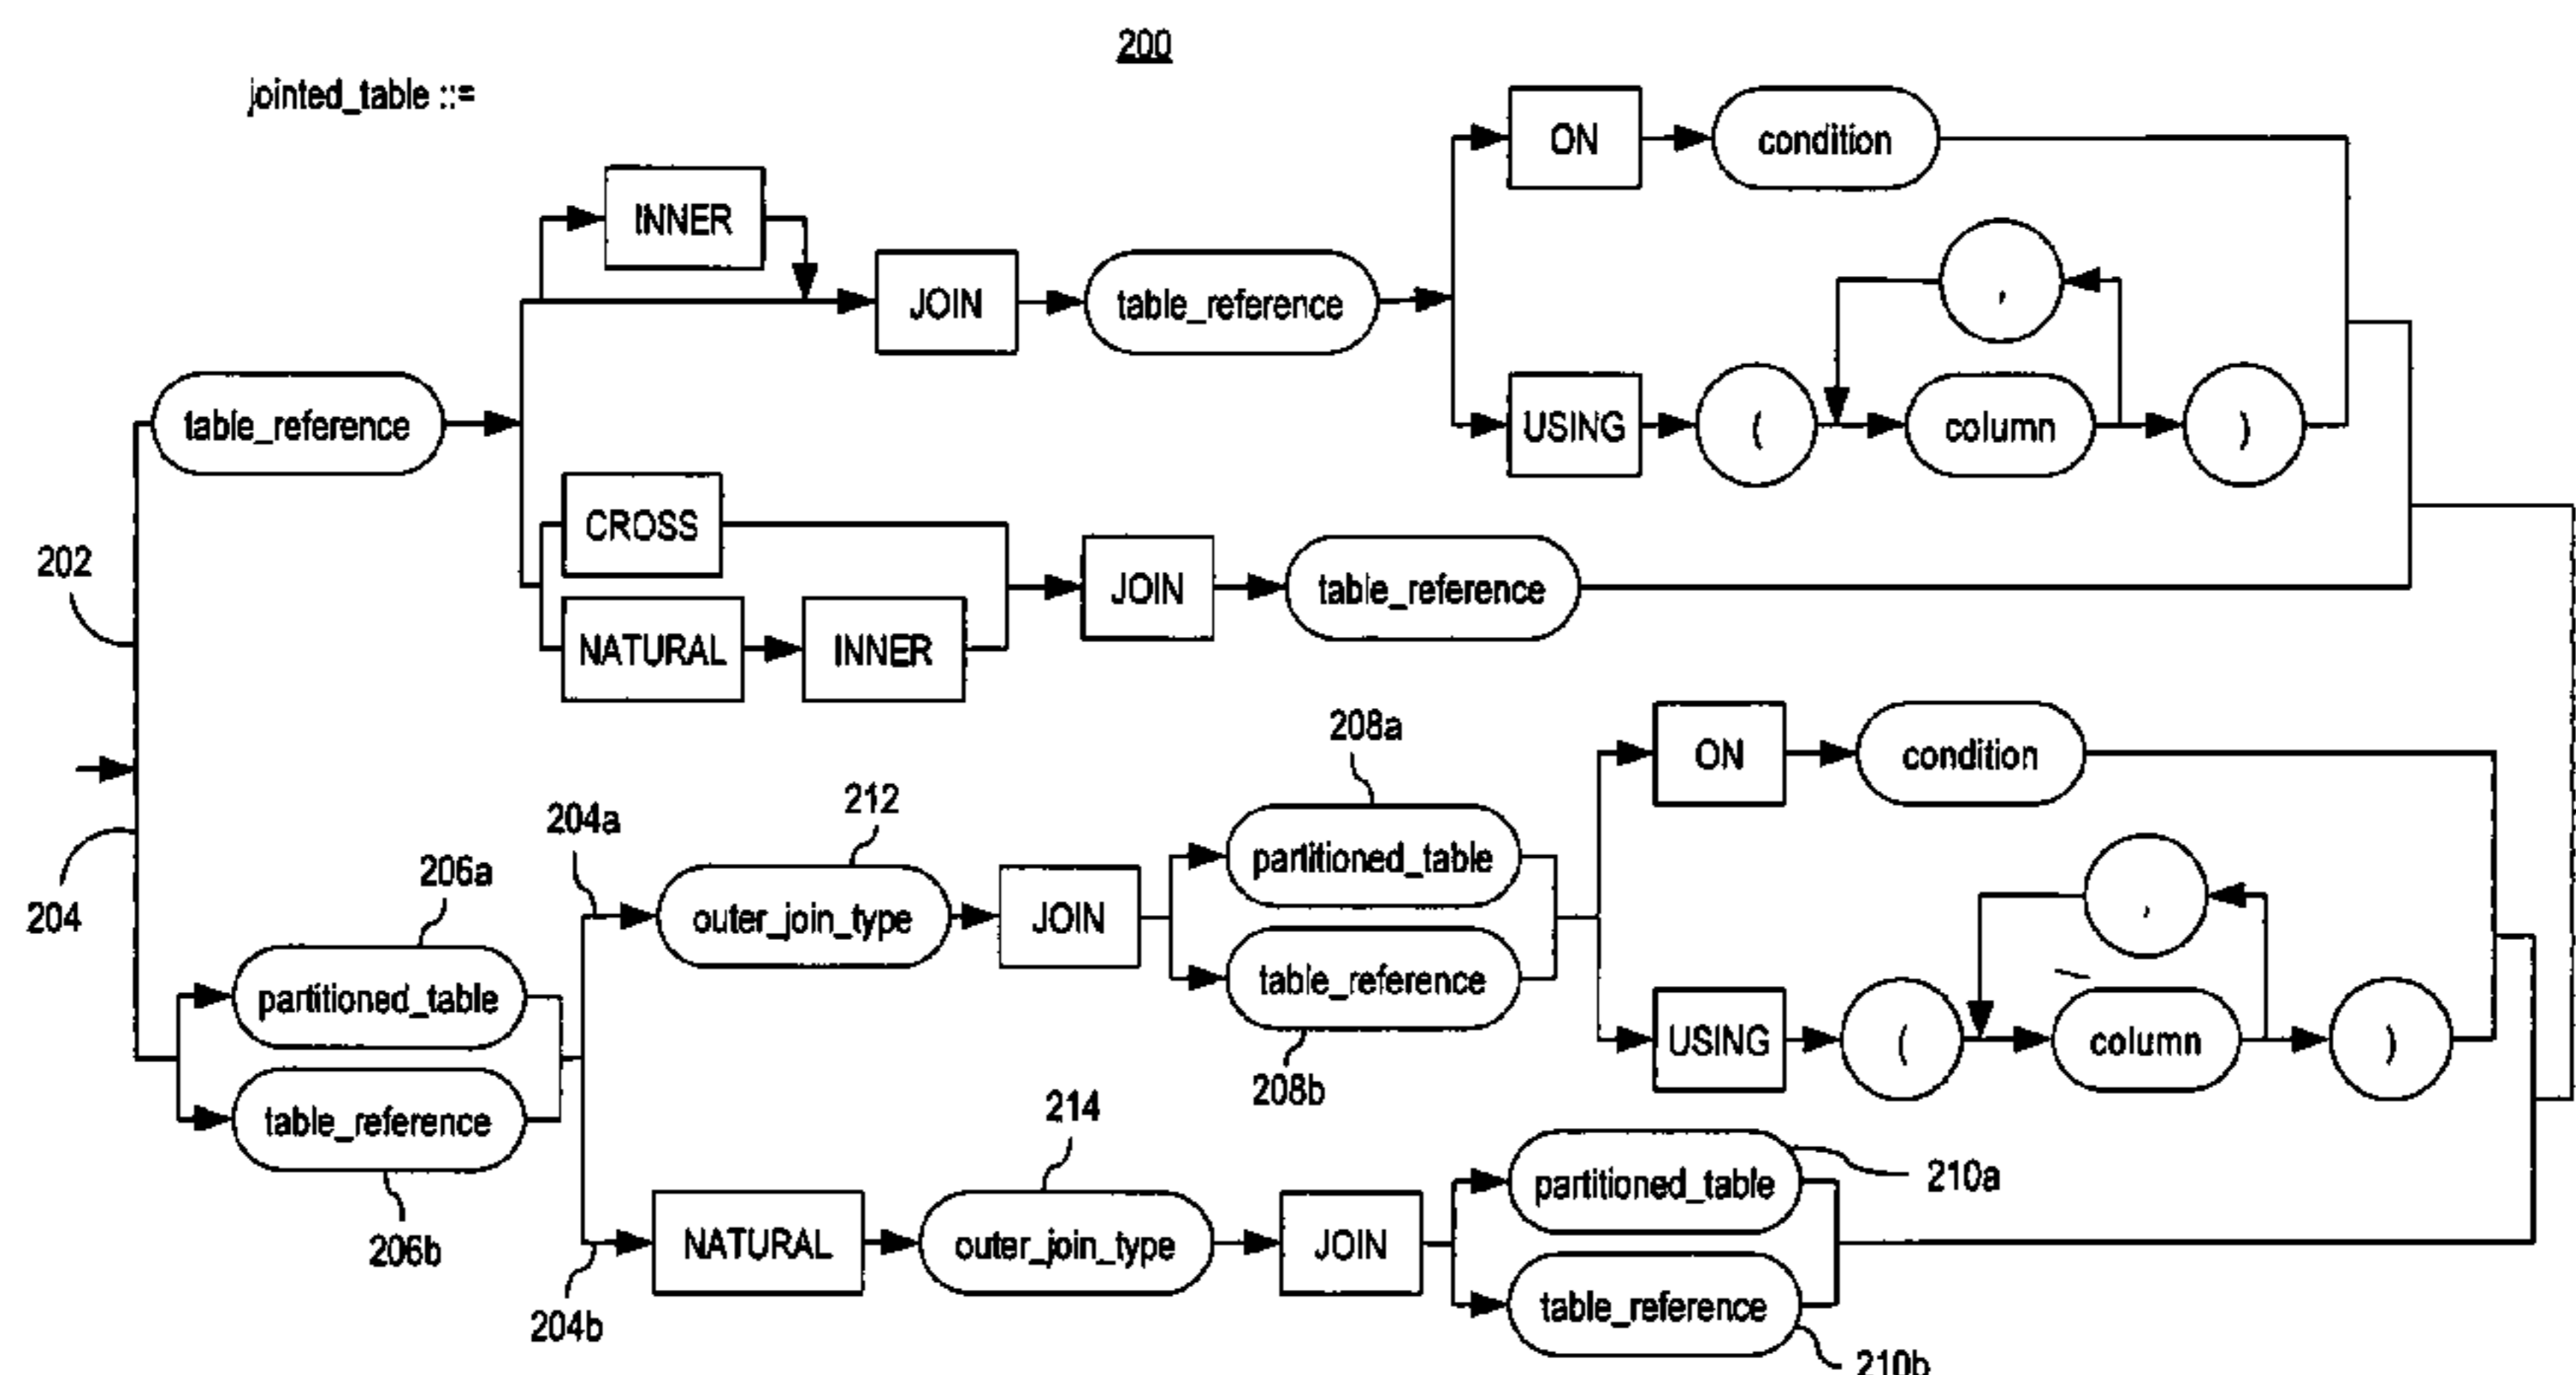 200
jointed_table ::=
ON
condition
INNER
,
JOIN
table_reference
table_reference
USING
(
column
)
CROSS
202
JOIN
table_reference
NATURAL
INNER
208a
ON
condition
204a
212
206a
partitioned_table
204
outer_join_type
JOIN
,
partitioned_table
table_reference
USING
(
column
)
208b
table_reference
214
206b
NATURAL
outer_join_type
JOIN
partitioned_table
210a
204b
table_reference
210b